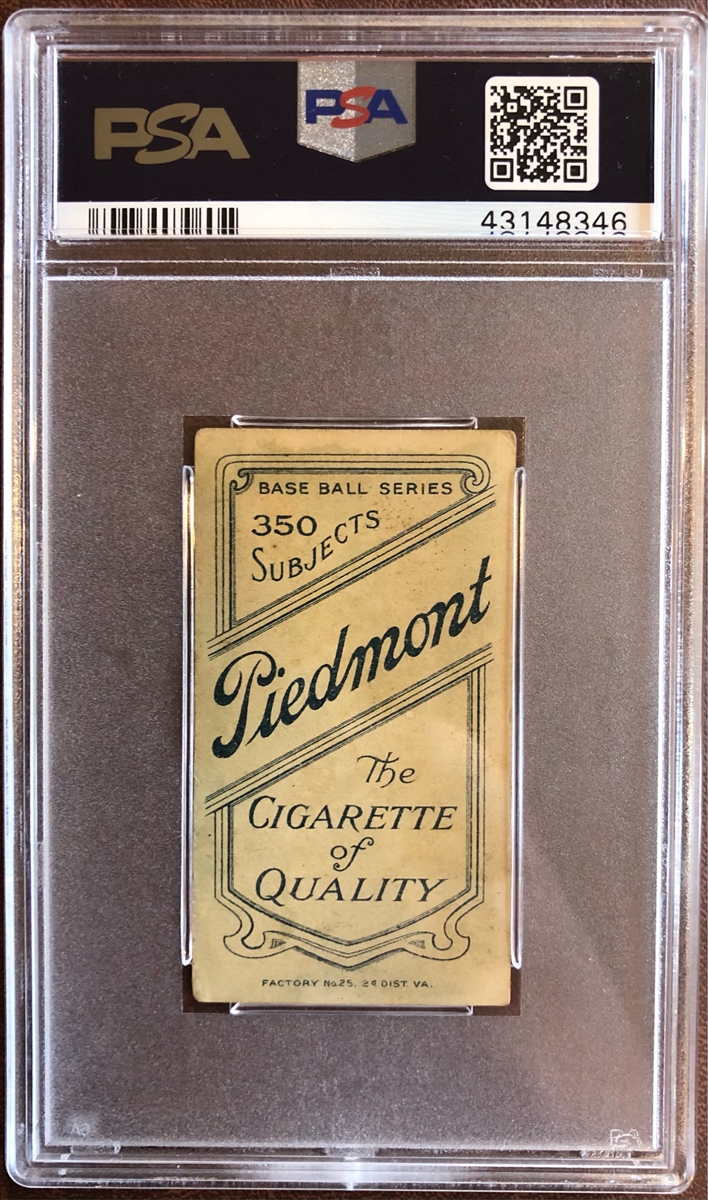 PSA
PSA
43148346
BASE BALL SERIES
350
SUBJECTS
Piedmont
The
CIGARETTE
of
QUALITY
FACTORY No.25. 2d DIST. VA.